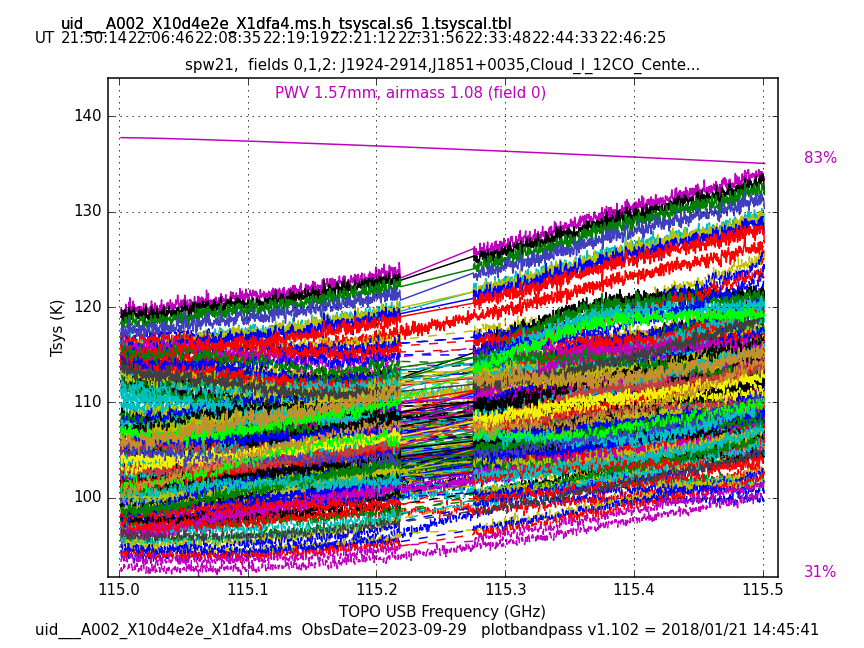 uid___A002_X10d4e2e_X1dfa4.ms.h_tsyscal.s6_1.tsyscal.tbl
UT 21:50:14 22:06:46 22:08:35 22:19:19 22:21:12 22:31:56 22:33:48 22:44:33 22:46:25
spw21, fields 0,1,2: J1924-2914,J1851+0035,Cloud_I_12CO_Cente...
PWV 1.57mm, airmass 1.08 (field 0)
140
83%
130
120
Tsys (K)
110
100
31%
115.0 115.1 115.2 115.3 115.4 115.5
TOPO USB Frequency (GHz)
uid___A002_X10d4e2e_X1dfa4.ms ObsDate=2023-09-29 plotbandpass v1.102 = 2018/01/21 14:45:41